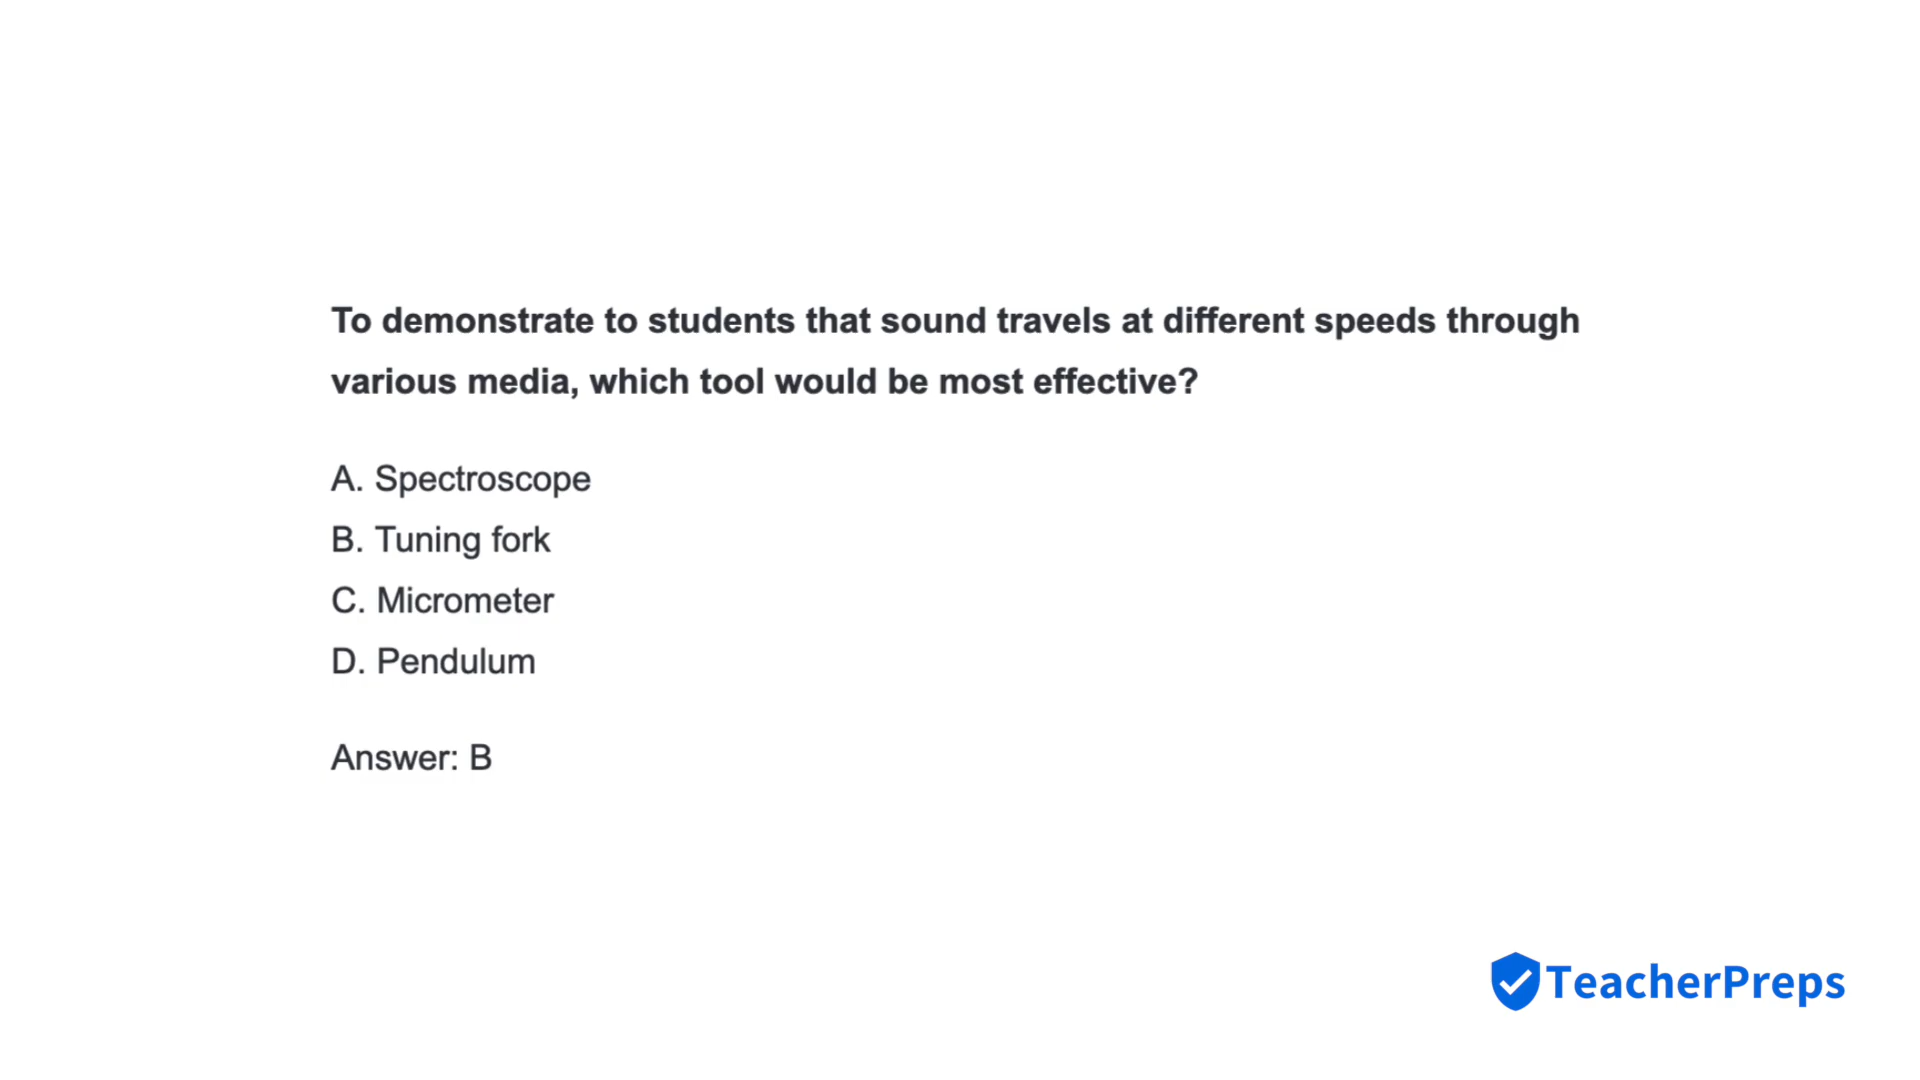 To demonstrate to students that sound travels at different speeds through
various media, which tool would be most effective?
A. Spectroscope
B. Tuning fork
C. Micrometer
D. Pendulum
Answer: B
TeacherPreps